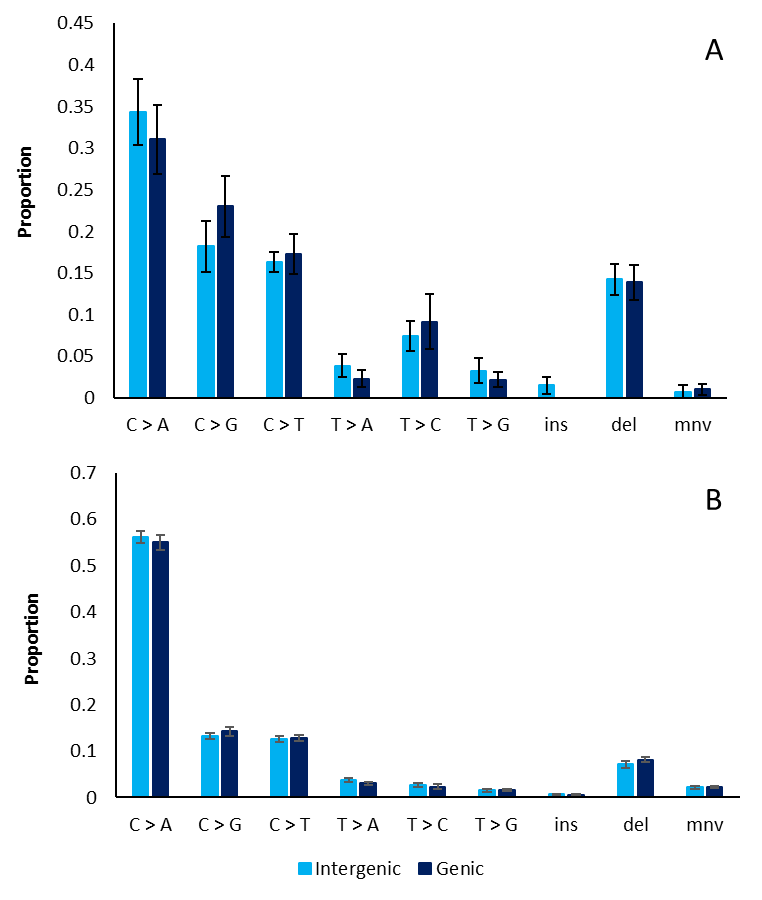 A
Proportion
0.45
0.4
0.35
0.3
0.25
0.2
0.15
0.1
0.05
0
C > A C > G C > T T > A T > C T > G ins del mnv
B
Proportion
0.7
0.6
0.5
0.4
0.3
0.2
0.1
0
C > A C > G C > T T > A T > C T > G ins del mnv
Intergenic Genic